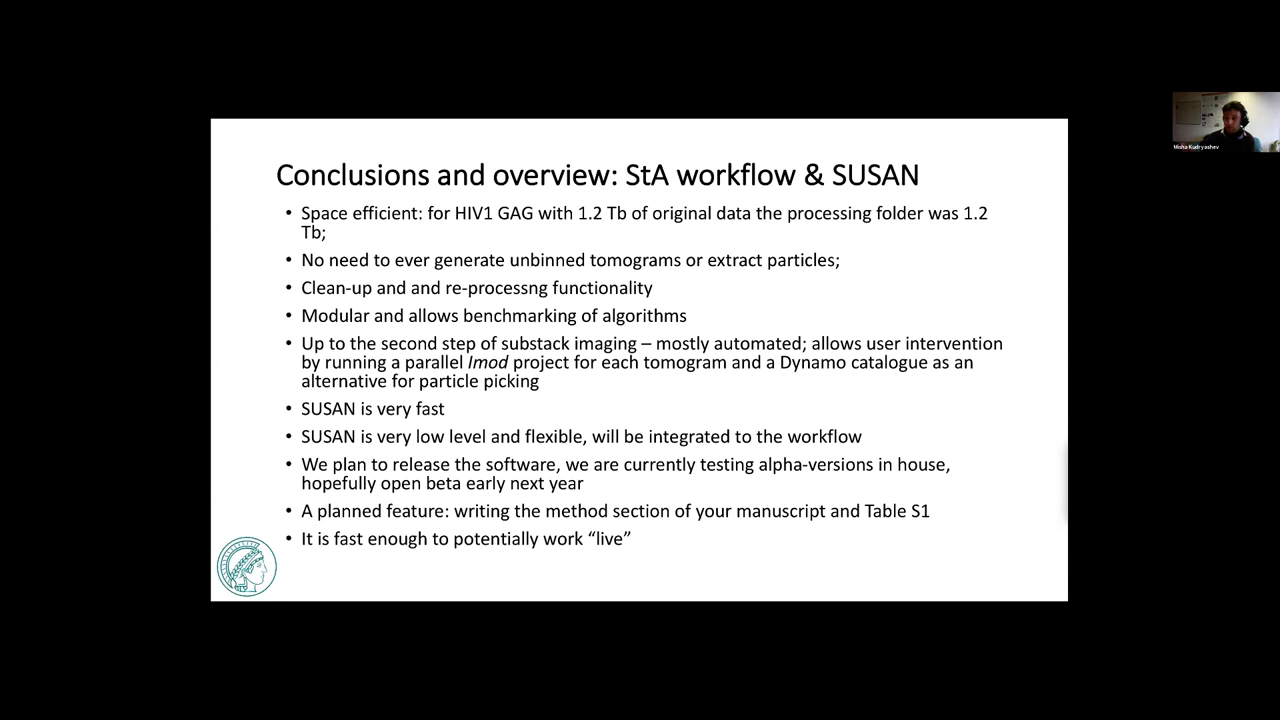 Conclusions and overview: StA workflow & SUSAN
• Space efficient: for HIV1 GAG with 1.2 Tb of original data the processing folder was 1.2
Tb;
• No need to ever generate unbinned tomograms or extract particles;
• Clean-up and and re-processng functionality
• Modular and allows benchmarking of algorithms
• Up to the second step of substack imaging – mostly automated; allows user intervention
by running a parallel Imod project for each tomogram and a Dynamo catalogue as an
alternative for particle picking
• SUSAN is very fast
• SUSAN is very low level and flexible, will be integrated to the workflow
• We plan to release the software, we are currently testing alpha-versions in house,
hopefully open beta early next year
• A planned feature: writing the method section of your manuscript and Table S1
• It is fast enough to potentially work “live”
Misha Kudryashev